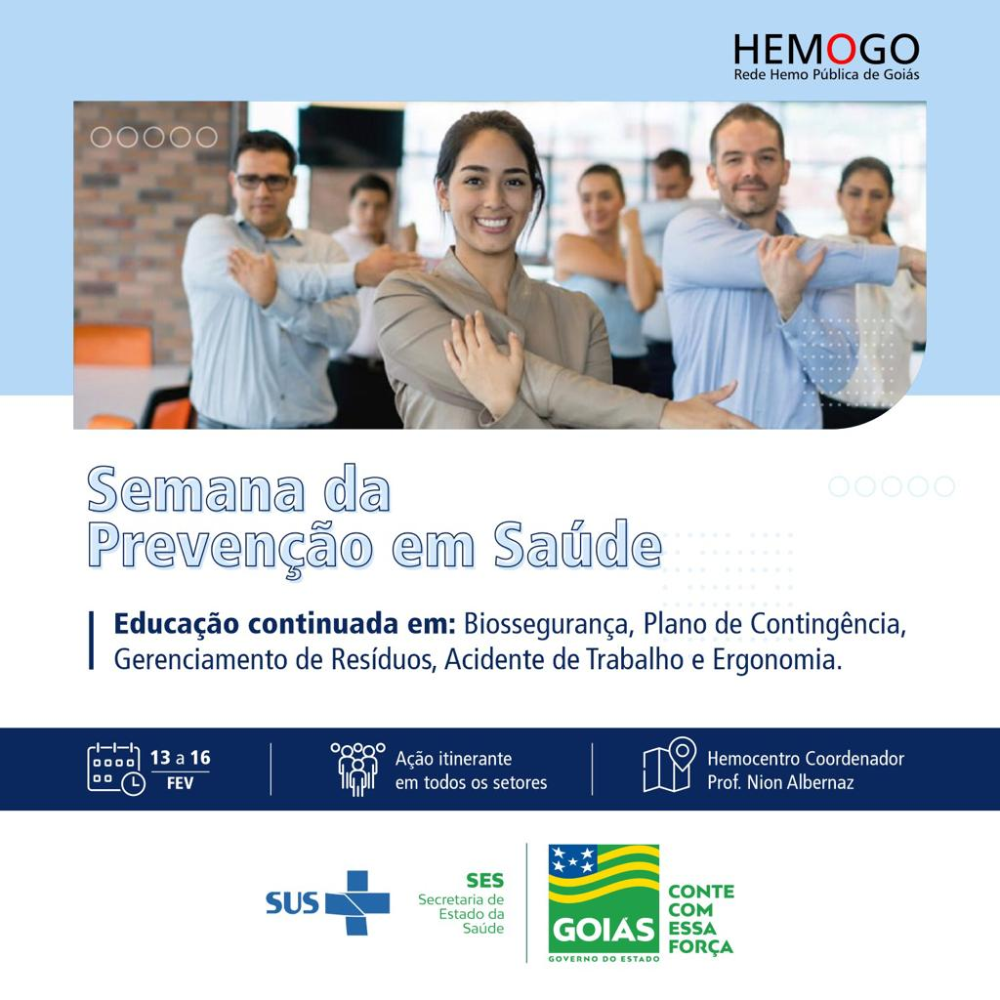 HEMOGO
Rede Hemo Pública de Goiás
Semana da
Prevenção em Saúde
Educação continuada em: Biossegurança, Plano de Contingência,
Gerenciamento de Resíduos, Acidente de Trabalho e Ergonomia.
13 a 16
FEV
Ação itinerante
em todos os setores
Hemocentro Coordenador
Prof. Nion Albernaz
SUS
SES
Secretaria de
Estado da
Saúde
GOIÁS
GOVERNO DO ESTADO
CONTE
COM
ESSA
FORÇA